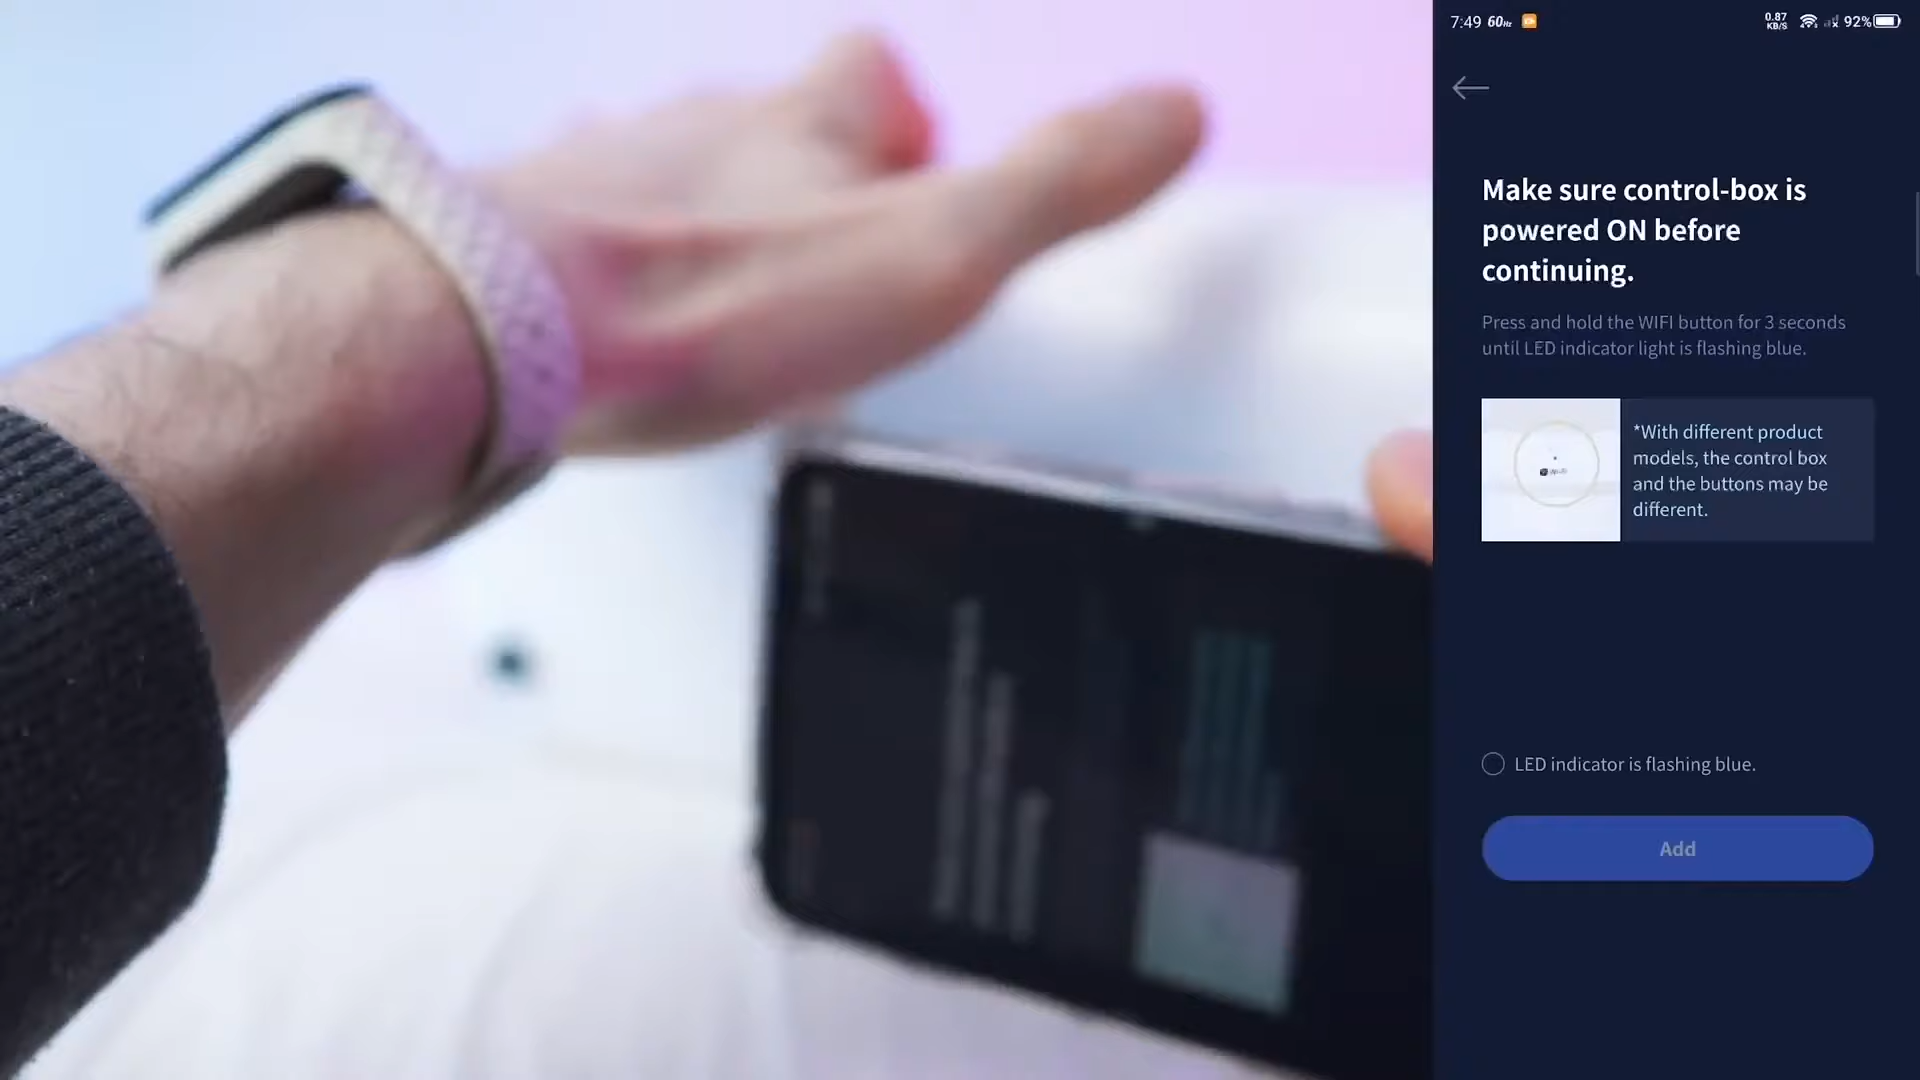 7:49 60Hz
0.87 KB/S
92%
Make sure control-box is
powered ON before
continuing.
Press and hold the WIFI button for 3 seconds
until LED indicator light is flashing blue.
*With different product
models, the control box
and the buttons may be
different.
LED indicator is flashing blue.
Add